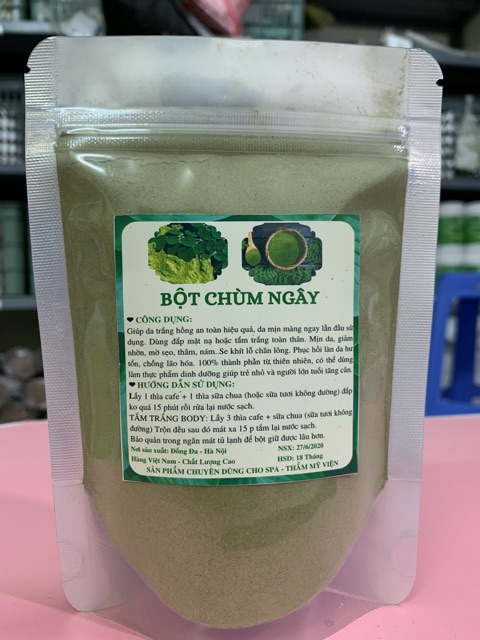 BỘT CHÙM NGÂY
❤ CÔNG DỤNG:
Giúp da trắng hồng an toàn hiệu quả, da mịn màng ngay lần đầu sử
dụng. Dùng đắp mặt nạ hoặc tắm trắng toàn thân. Mịn da, giảm
nhờn, mờ sẹo, thâm, nám..Se khít lỗ chân lông. Phục hồi làn da hư
tổn, chống lão hóa. 100% thành phần từ thiên nhiên, có thể dùng
làm thực phẩm dinh dưỡng giúp trẻ nhỏ và người lớn tuổi tăng cân.
❤ HƯỚNG DẪN SỬ DỤNG:
Lấy 1 thìa cafe + 1 thìa sữa chua (hoặc sữa tươi không đường) đắp
ko quá 15 phút rồi rửa lại nước sạch.
TẮM TRẮNG BODY: Lấy 3 thìa cafe + sữa chua (sữa tươi không
đường) Trộn đều sau đó mát xa 15 p tắm lại nước sạch.
Bảo quản trong ngăn mát tủ lạnh để bột giữ được lâu hơn.
Nơi sản xuất: Đống Đa - Hà Nội NSX: 27/6/2020
Hàng Việt Nam - Chất Lượng Cao HSD: 18 Tháng
SẢN PHẨM CHUYÊN DÙNG CHO SPA - THẨM MỸ VIỆN